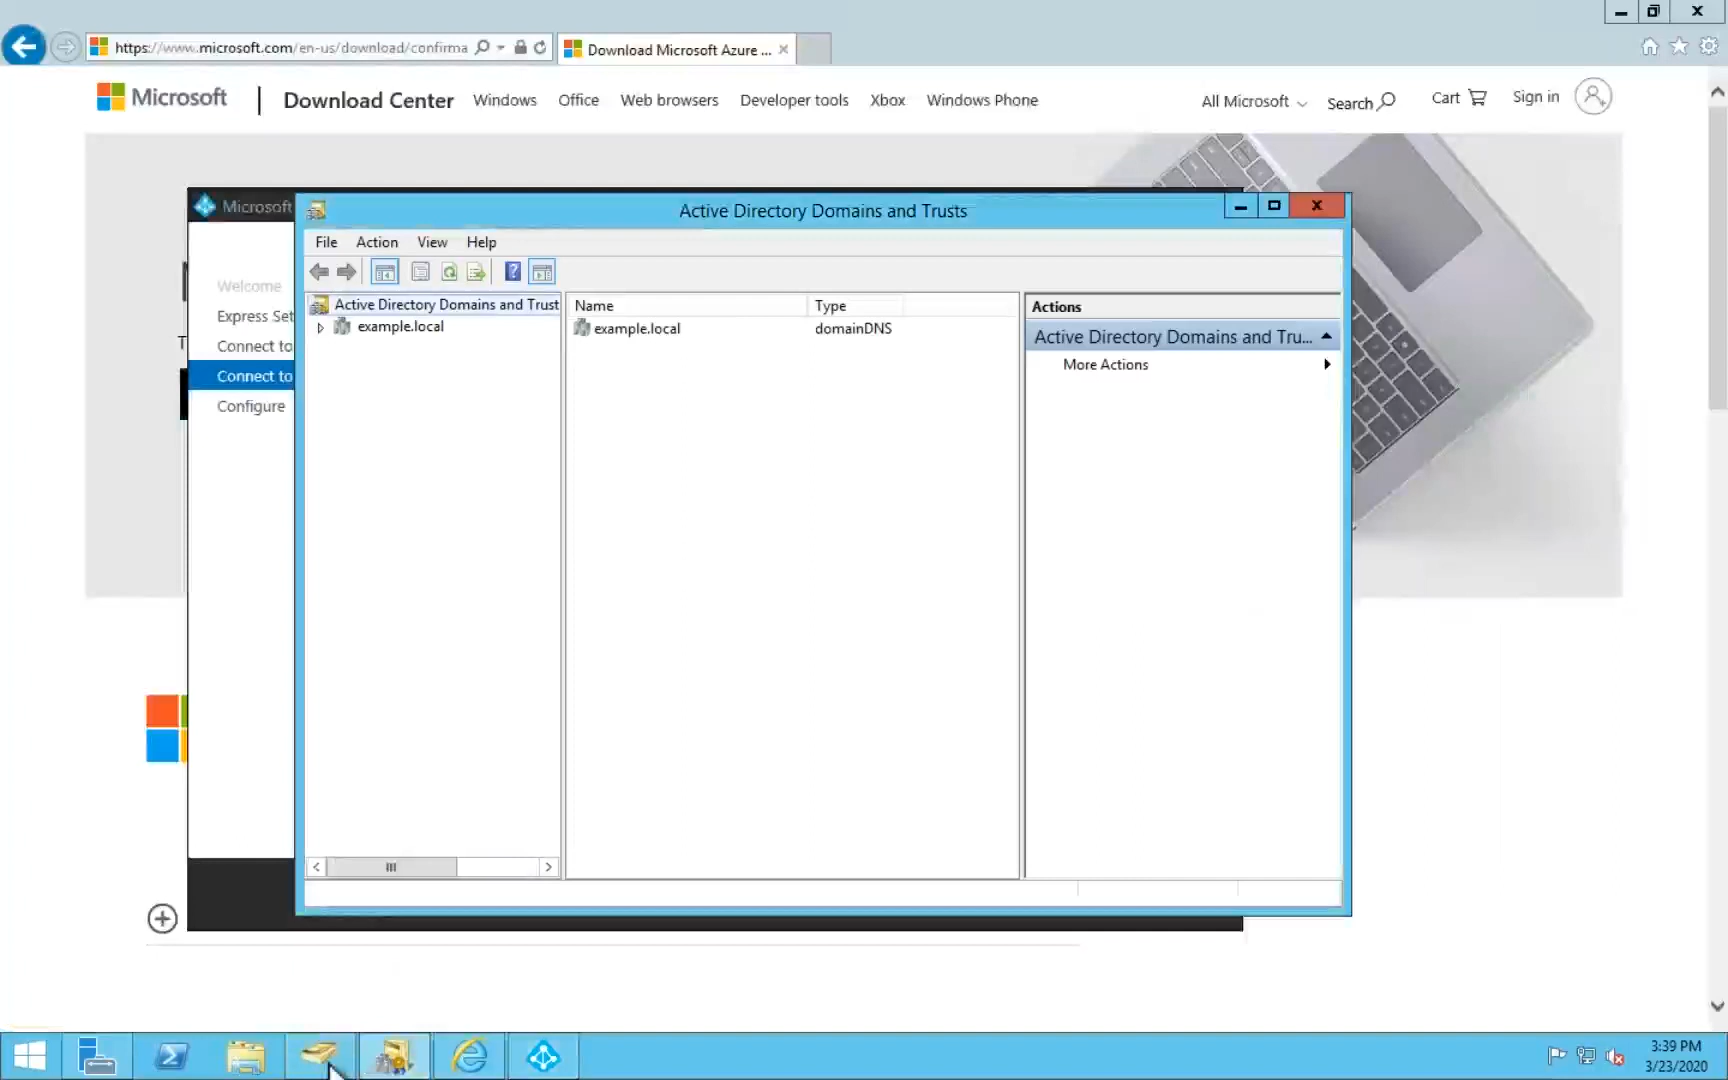 https://www.microsoft.com/en-us/download/confirma
Download Microsoft Azure ...
Microsoft
Download Center
Windows
Office
Web browsers
Developer tools
Xbox
Windows Phone
All Microsoft
Search
Cart
Sign in
Microsoft
Active Directory Domains and Trusts
File
Action
View
Help
Welcome
Express Set
Connect to
Connect to
Configure
Active Directory Domains and Trust
example.local
Name
Type
example.local
domainDNS
Actions
Active Directory Domains and Tru...
More Actions
3:39 PM
3/23/2020